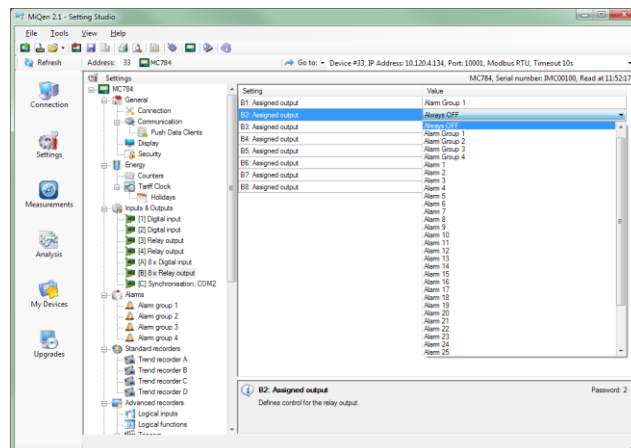 MiQen 2.1 - Setting Studio
File Tools View Help
Refresh Address: 33 MC784 Go to: Device #33, IP Address: 10.120.4.134, Port: 10001, Modbus RTU, Timeout 10s
Settings MC784, Serial number: JMC00100, Read at 11:52:17
Connection
Settings
Measurements
Analysis
My Devices
Upgrades
MC784
General
Connection
Communication
Push Data Clients
Display
Security
Energy
Counters
Tariff Clock
Holidays
Inputs & Outputs
[1] Digital input
[2] Digital input
[3] Relay output
[4] Relay output
[A] 8 x Digital input
[B] 8x Relay output
[C] Synchronisation, COM2
Alarms
Alarm group 1
Alarm group 2
Alarm group 3
Alarm group 4
Standard recorders
Trend recorder A
Trend recorder B
Trend recorder C
Trend recorder D
Advanced recorders
Logical inputs
Logical functions
Setting Value
B1: Assigned output Alarm Group 1
B2: Assigned output Always OFF
B3: Assigned output
B4: Assigned output
B5: Assigned output
B6: Assigned output
B7: Assigned output
B8: Assigned output
Always OFF
Alarm Group 1
Alarm Group 2
Alarm Group 3
Alarm Group 4
Alarm 1
Alarm 2
Alarm 3
Alarm 4
Alarm 5
Alarm 6
Alarm 7
Alarm 8
Alarm 9
Alarm 10
Alarm 11
Alarm 12
Alarm 13
Alarm 14
Alarm 15
Alarm 16
Alarm 17
Alarm 18
Alarm 19
Alarm 20
Alarm 21
Alarm 22
Alarm 23
Alarm 24
Alarm 25
B2: Assigned output Password: 2
Defines control for the relay output.